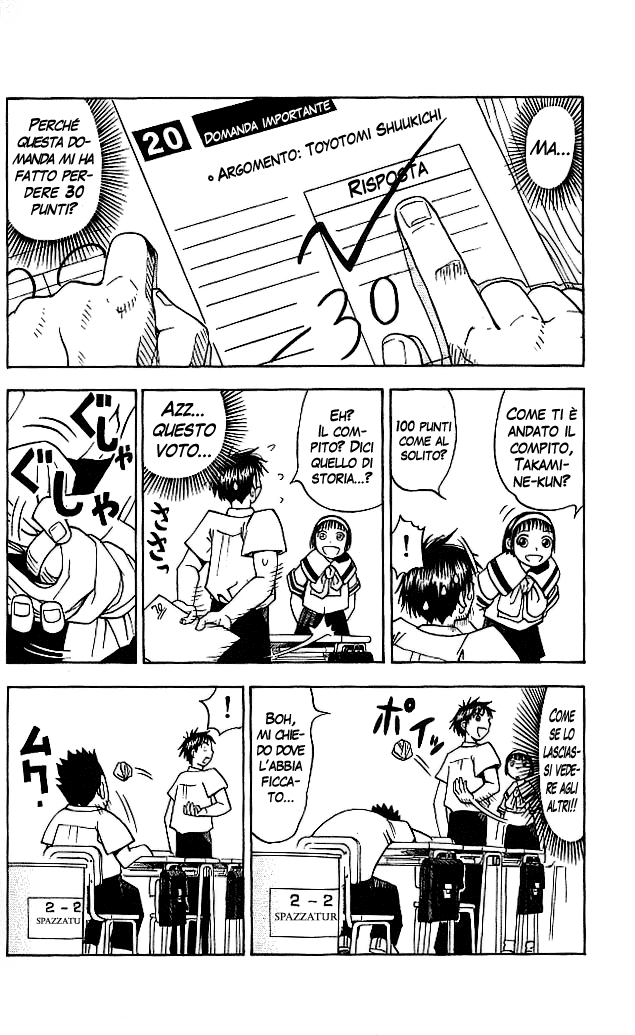 MA...
20
DOMANDA IMPORTANTE
ARGOMENTO: TOYOTOMI SHUUKICHI
RISPOSTA
30
PERCHÉ
QUESTA DO-
MANDA MI HA
FATTO PER-
DERE 30
PUNTI?
COME TI È
ANDATO IL
COMPITO,
TAKAMI-
NE-KUN?
100 PUNTI
COME AL
SOLITO?
!
EH?
IL COM-
PITO? DICI
QUELLO DI
STORIA...?
AZZ...
QUESTO
VOTO...
ササッ
ぐしゃ
ぐしゃ
COME
SE LO
LASCIAS-
SI VEDE-
RE AGLI
ALTRI!!
ポイッ
BOH,
MI CHIE-
DO DOVE
L'ABBIA
FICCA-
TO...
2 - 2
SPAZZATUR
!
ムク?
2 - 2
SPAZZATU